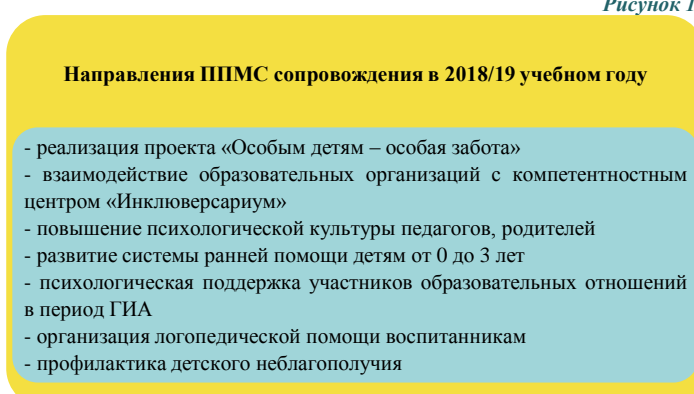 Рисунок 1
Направления ППМС сопровождения в 2018/19 учебном году
- реализация проекта «Особым детям – особая забота»
- взаимодействие образовательных организаций с компетентностным
центром «Инклюверсариум»
- повышение психологической культуры педагогов, родителей
- развитие системы ранней помощи детям от 0 до 3 лет
- психологическая поддержка участников образовательных отношений
в период ГИА
- организация логопедической помощи воспитанникам
- профилактика детского неблагополучия